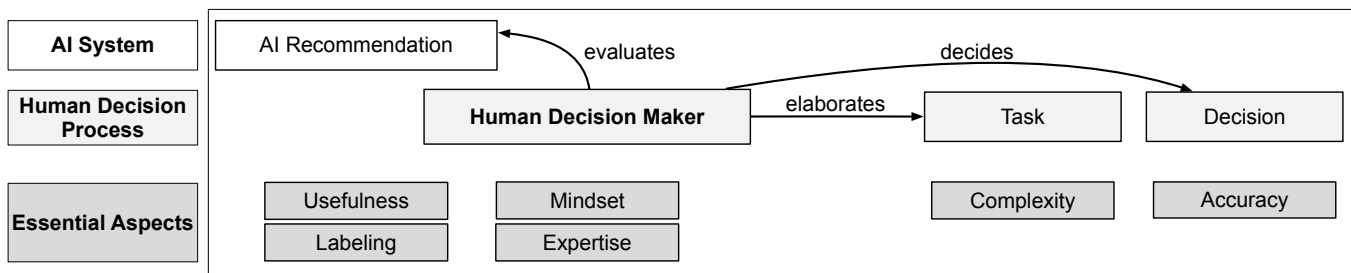 AI System
AI Recommendation
evaluates
decides
Human Decision
Process
Human Decision Maker
elaborates
Task
Decision
Essential Aspects
Usefulness
Mindset
Complexity
Accuracy
Labeling
Expertise